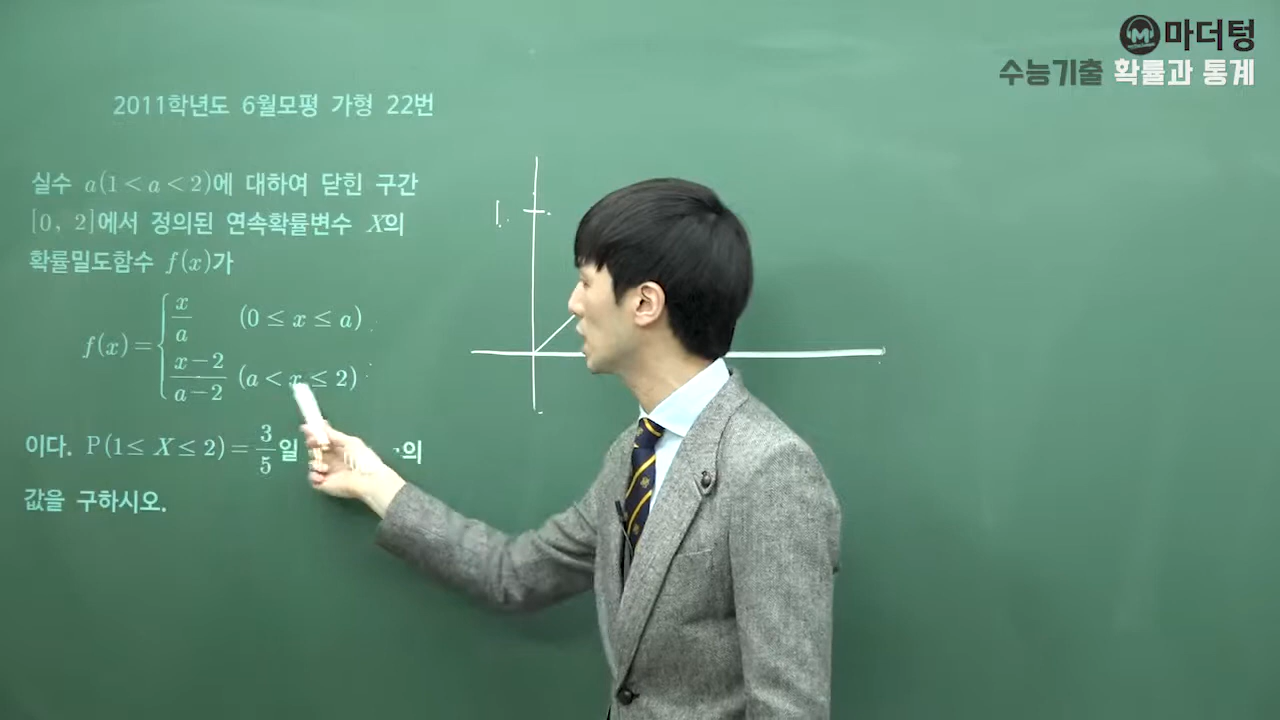 마더텅
수능기출 확률과 통계
2011학년도 6월모평 가형 22번
실수 a(1<a<2)에 대하여 닫힌 구간
[0, 2]에서 정의된 연속확률변수 X의
확률밀도함수 f(x)가
f(x)={ x/a (0≤x≤a)
(x-2)/(a-2) (a<x≤2)
이다. P(1≤X≤2)=3/5일 의
값을 구하시오.
1